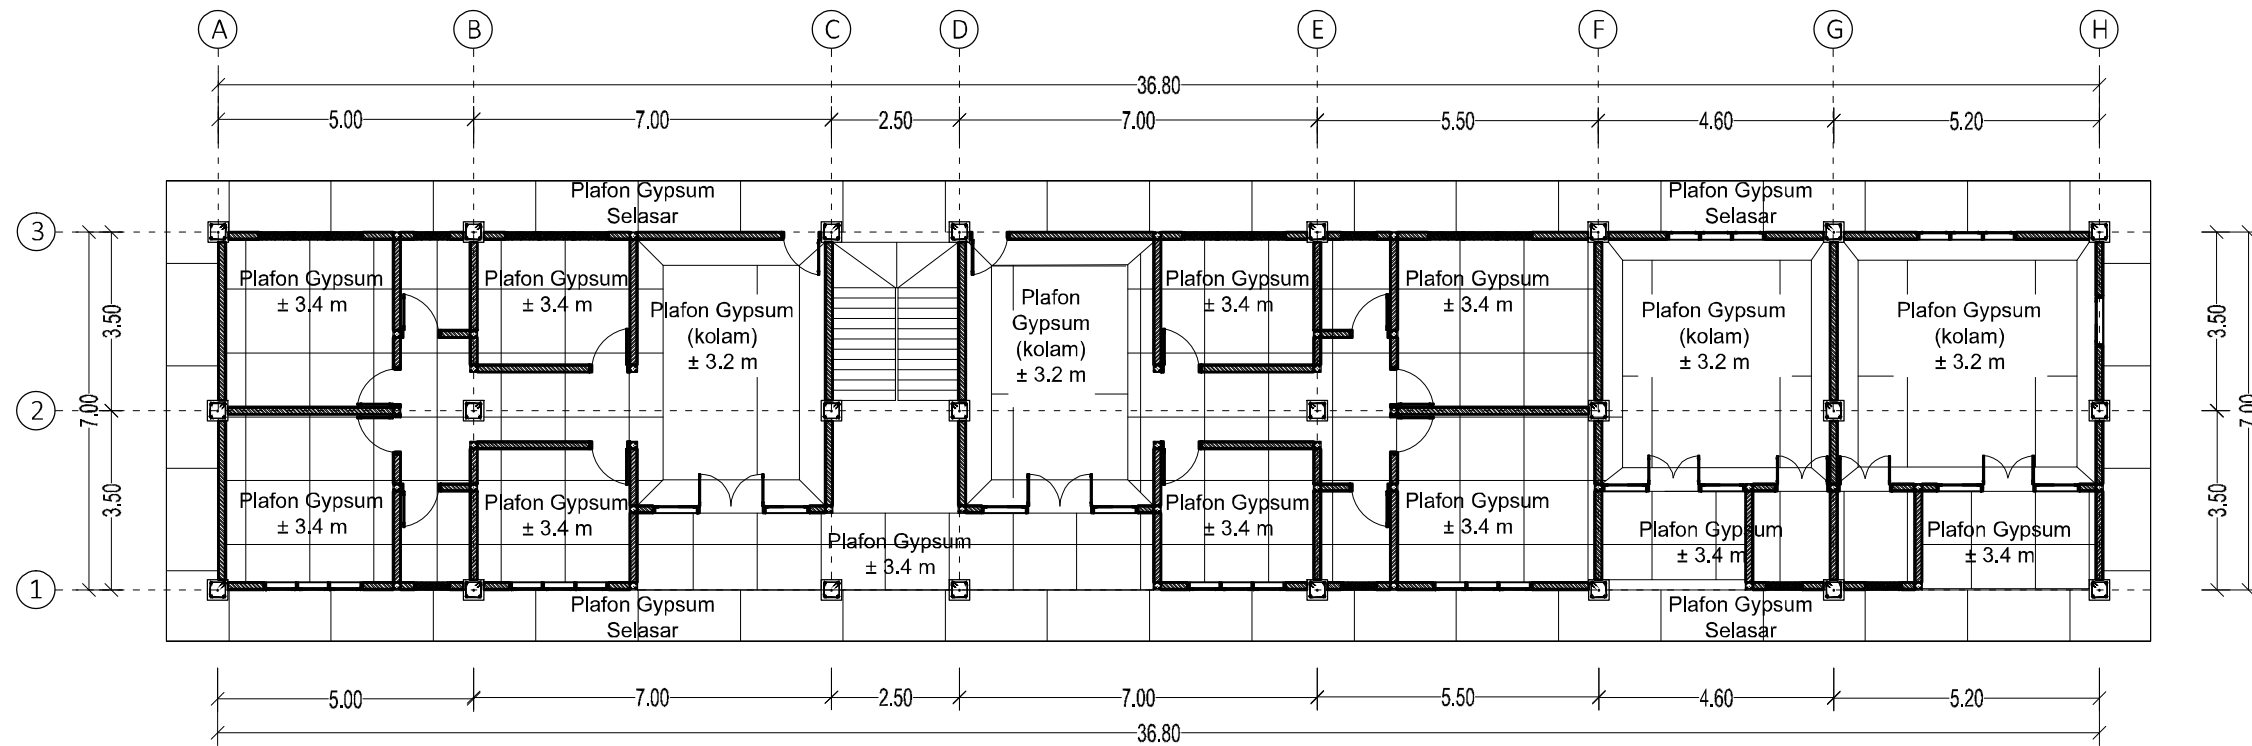 A B C D E F G H
36.80
5.00 7.00 2.50 7.00 5.50 4.60 5.20
Plafon Gypsum
Selasar
Plafon Gypsum
Selasar
3
3.50
7.00
3.50
2
1
Plafon Gypsum
± 3.4 m
Plafon Gypsum
± 3.4 m
Plafon Gypsum
(kolam)
± 3.2 m
Plafon
Gypsum
(kolam)
± 3.2 m
Plafon Gypsum
± 3.4 m
Plafon Gypsum
± 3.4 m
Plafon Gypsum
(kolam)
± 3.2 m
Plafon Gypsum
(kolam)
± 3.2 m
3.50
7.00
3.50
Plafon Gypsum
± 3.4 m
Plafon Gypsum
± 3.4 m
Plafon Gypsum
± 3.4 m
Plafon Gypsum
± 3.4 m
Plafon Gypsum
± 3.4 m
Plafon Gypsum
± 3.4 m
Plafon Gypsum
± 3.4 m
Plafon Gypsum
Selasar
Plafon Gypsum
Selasar
5.00 7.00 2.50 7.00 5.50 4.60 5.20
36.80